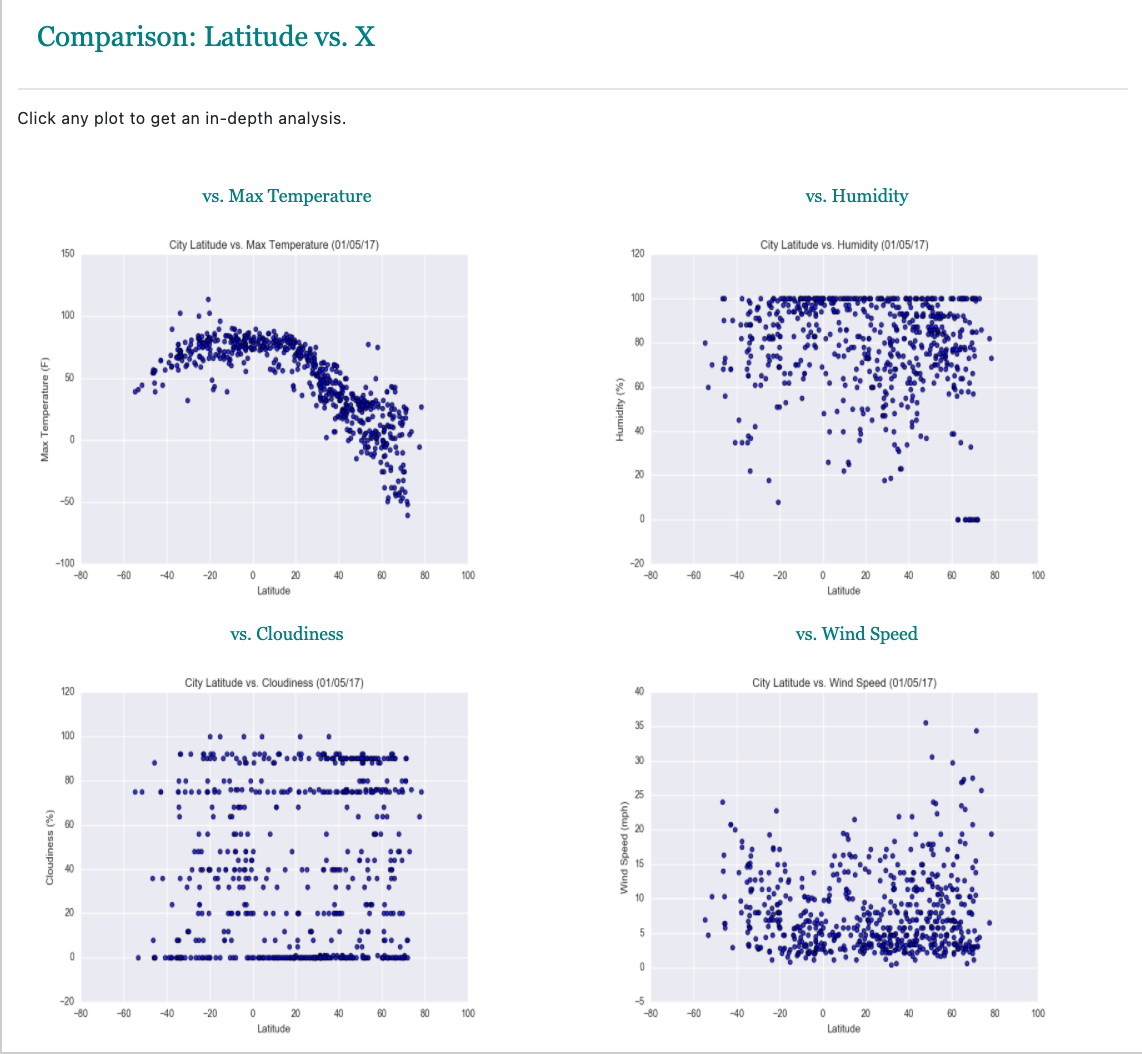 Comparison: Latitude vs. X
Click any plot to get an in-depth analysis.
vs. Max Temperature
City Latitude vs. Max Temperature (01/05/17)
150
100
50
0
−50
−100
Max Temperature (F)
−80 −60 −40 −20 0 20 40 60 80 100
Latitude
vs. Humidity
City Latitude vs. Humidity (01/05/17)
120
100
80
60
40
20
0
−20
Humidity (%)
−80 −60 −40 −20 0 20 40 60 80 100
Latitude
vs. Cloudiness
City Latitude vs. Cloudiness (01/05/17)
120
100
80
60
40
20
0
−20
Cloudiness (%)
−80 −60 −40 −20 0 20 40 60 80 100
Latitude
vs. Wind Speed
City Latitude vs. Wind Speed (01/05/17)
40
35
30
25
20
15
10
5
0
−5
Wind Speed (mph)
−80 −60 −40 −20 0 20 40 60 80 100
Latitude